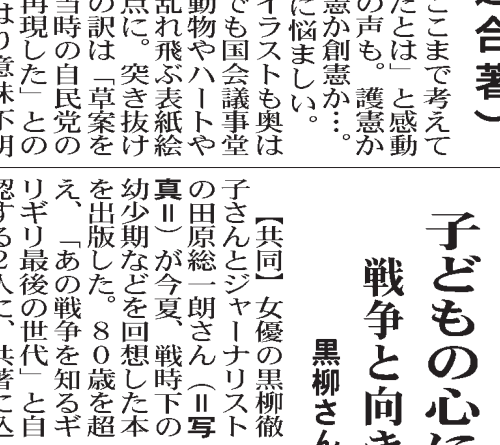 合著）
ここまで考えて
たとは」と感動
の声も。護憲か
憲か創憲か…。
に悩ましい。
イラストも奥は
でも国会議事堂
動物やハートや
乱れ飛ぶ表紙絵
点に。突き抜け
の訳は「草案を
当時の自民党の
再現した」との
はり意味不明
子どもの心に
戦争と向き
黒柳さん
【共同】女優の黒柳徹
子さんとジャーナリスト
の田原総一朗さん（＝写
真＝）が今夏、戦時下の
幼少期などを回想した本
を出版した。８０歳を超
え、「あの戦争を知るギ
リギリ最後の世代」と自
認する２人に、共著に込